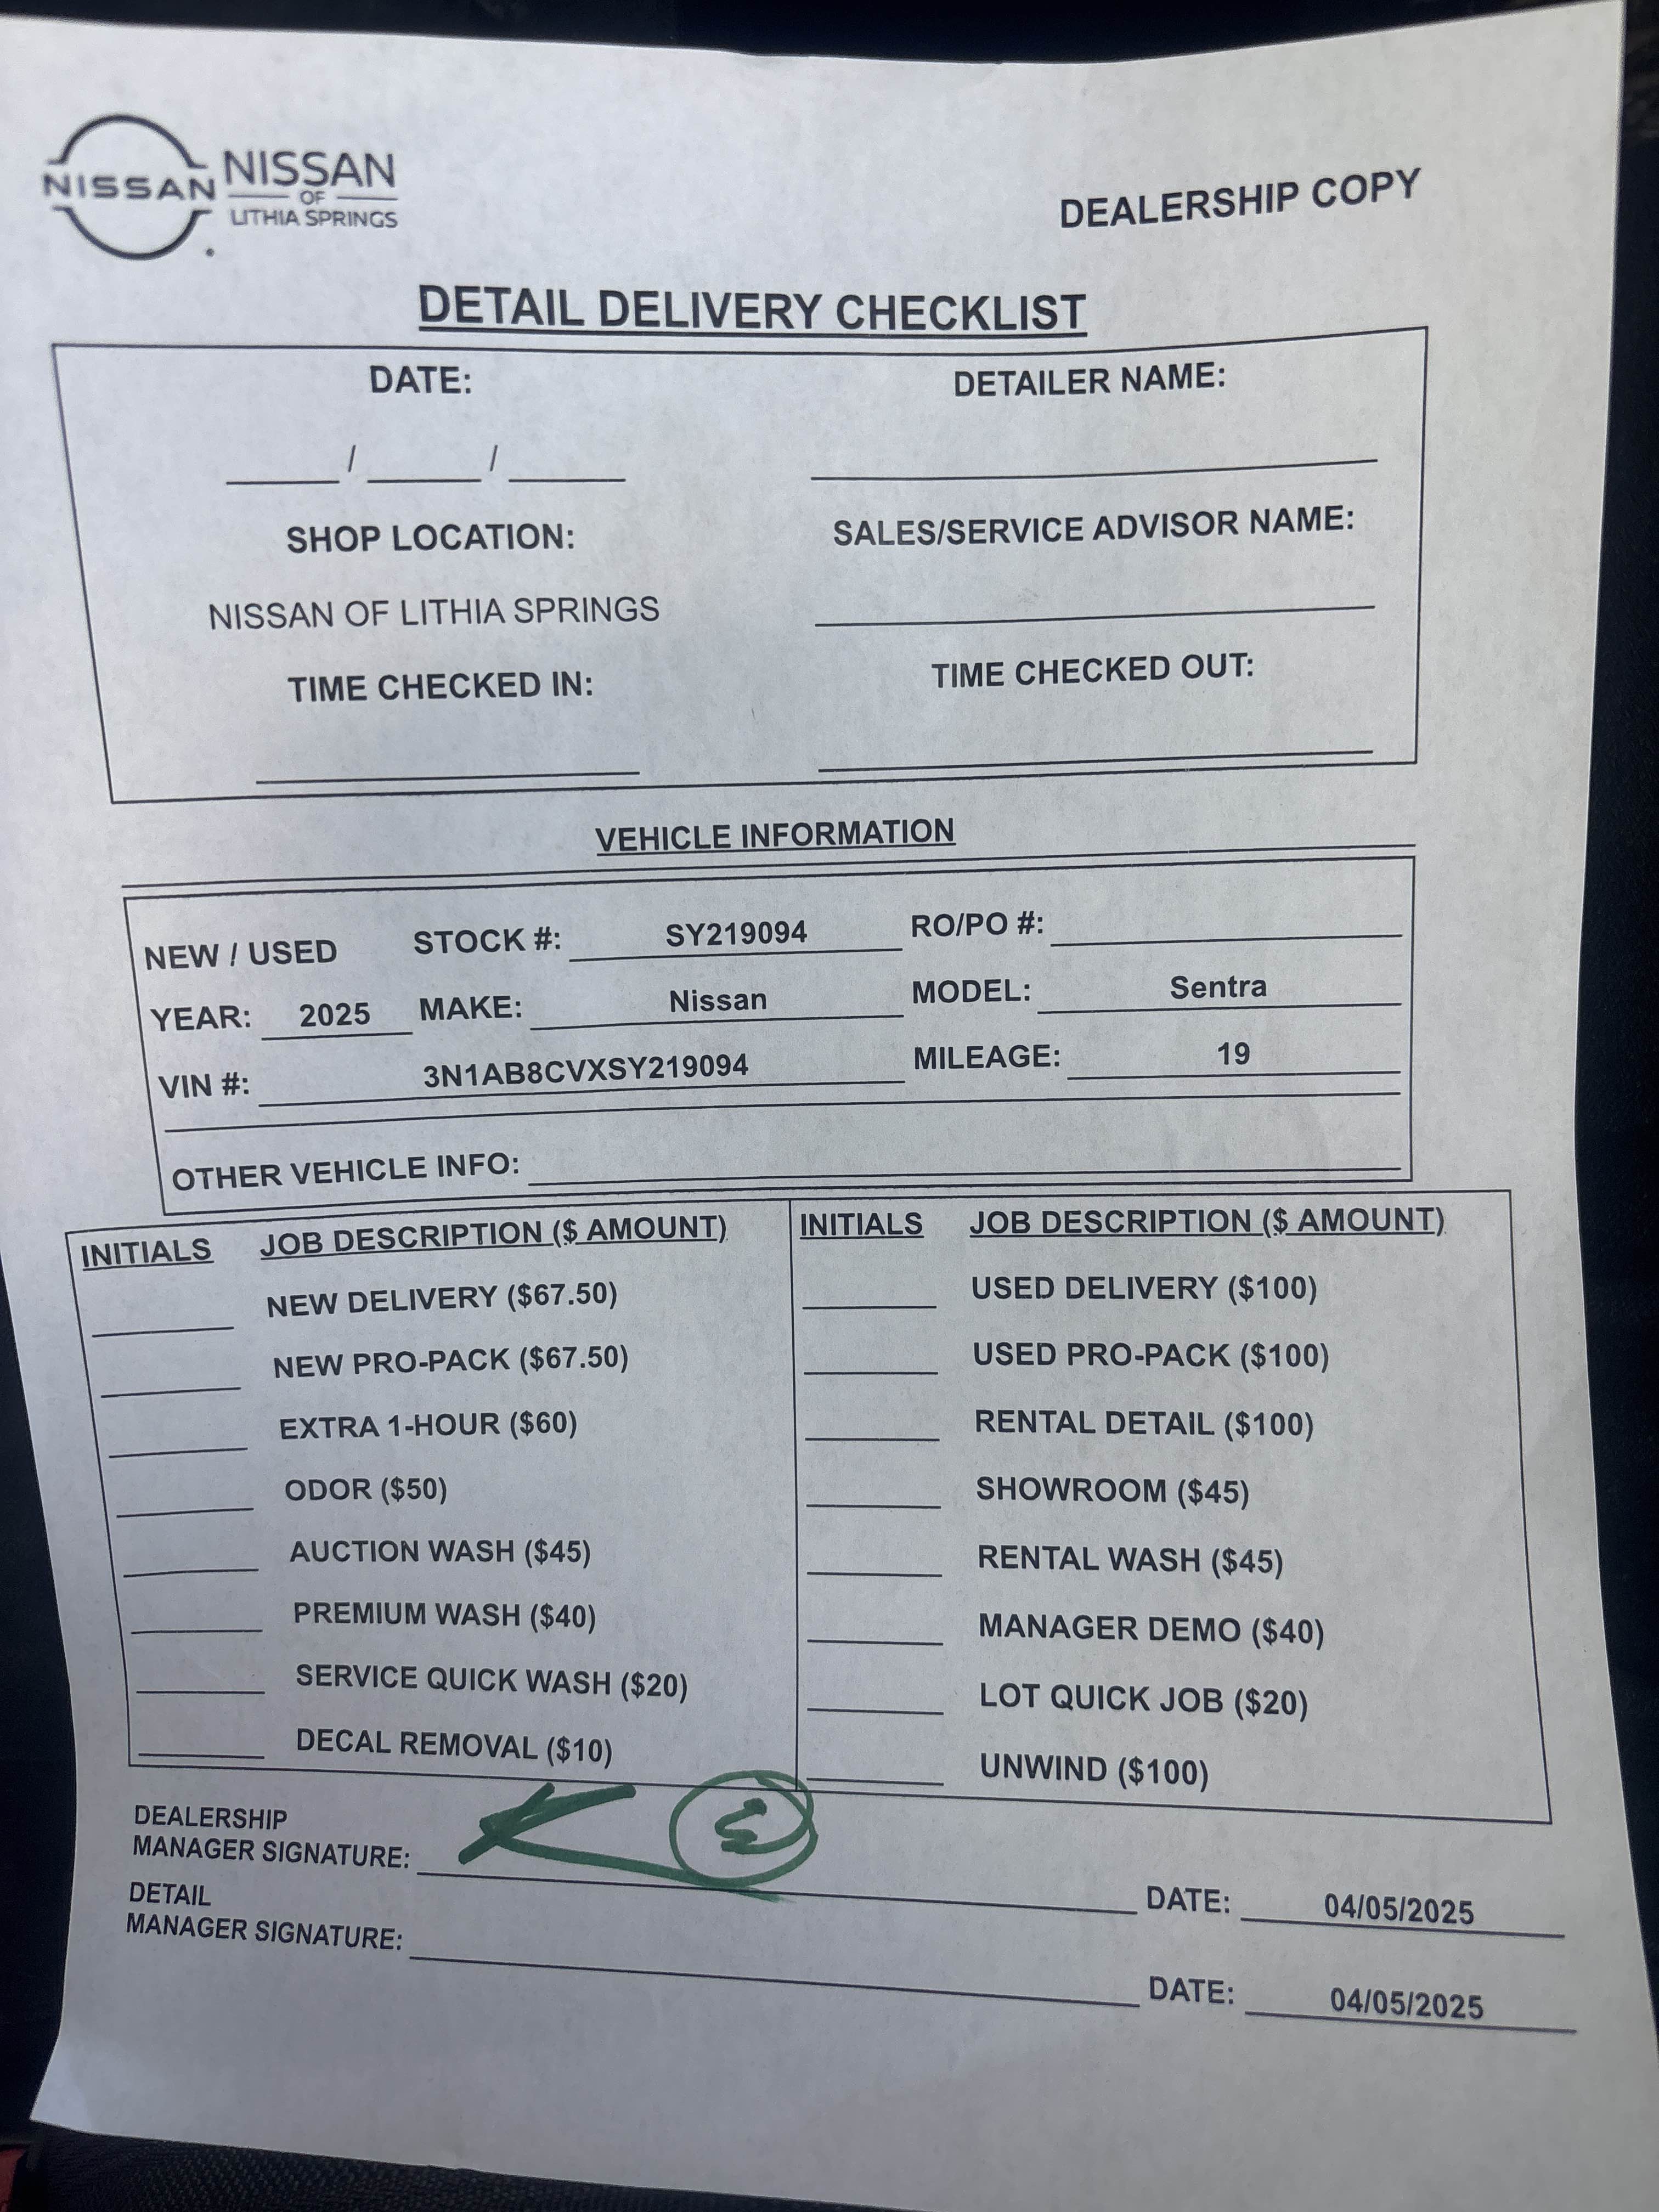 NISSAN
NISSAN
OF
LITHIA SPRINGS
DEALERSHIP COPY
DETAIL DELIVERY CHECKLIST
DATE:
DETAILER NAME:
____/____/____
SHOP LOCATION:
SALES/SERVICE ADVISOR NAME:
NISSAN OF LITHIA SPRINGS
TIME CHECKED IN:
TIME CHECKED OUT:
VEHICLE INFORMATION
NEW / USED STOCK #: SY219094 RO/PO #:
YEAR: 2025 MAKE: Nissan MODEL: Sentra
VIN #: 3N1AB8CVXSY219094 MILEAGE: 19
OTHER VEHICLE INFO:
INITIALS JOB DESCRIPTION ($ AMOUNT)
NEW DELIVERY ($67.50)
NEW PRO-PACK ($67.50)
EXTRA 1-HOUR ($60)
ODOR ($50)
AUCTION WASH ($45)
PREMIUM WASH ($40)
SERVICE QUICK WASH ($20)
DECAL REMOVAL ($10)
INITIALS JOB DESCRIPTION ($ AMOUNT)
USED DELIVERY ($100)
USED PRO-PACK ($100)
RENTAL DETAIL ($100)
SHOWROOM ($45)
RENTAL WASH ($45)
MANAGER DEMO ($40)
LOT QUICK JOB ($20)
UNWIND ($100)
DEALERSHIP
MANAGER SIGNATURE: DATE: 04/05/2025
DETAIL
MANAGER SIGNATURE: DATE: 04/05/2025